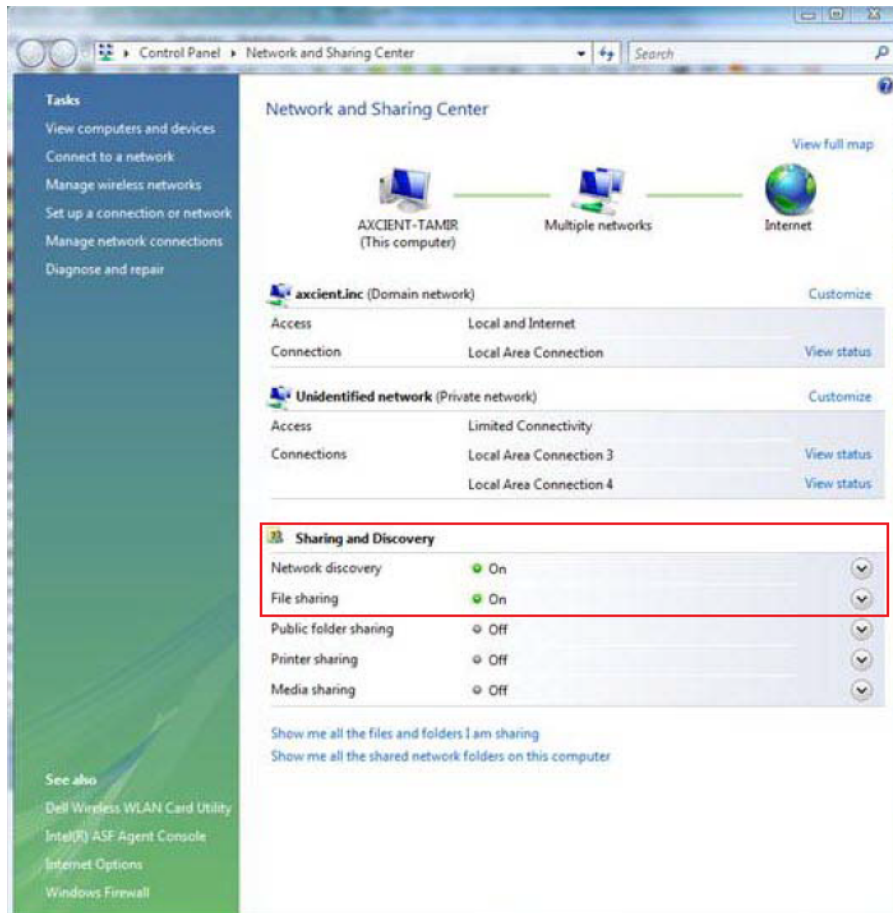 Control Panel Network and Sharing Center
Search
Tasks
View computers and devices
Connect to a network
Manage wireless networks
Set up a connection or network
Manage network connections
Diagnose and repair
Network and Sharing Center
View full map
AXCIENT-TAMIR
(This computer)
Multiple networks
Internet
axcient.inc (Domain network) Customize
Access Local and Internet
Connection Local Area Connection View status
Unidentified network (Private network) Customize
Access Limited Connectivity
Connections Local Area Connection 3 View status
Local Area Connection 4 View status
Sharing and Discovery
Network discovery On
File sharing On
Public folder sharing Off
Printer sharing Off
Media sharing Off
Show me all the files and folders I am sharing
Show me all the shared network folders on this computer
See also
Dell Wireless WLAN Card Utility
Intel(R) ASF Agent Console
Internet Options
Windows Firewall